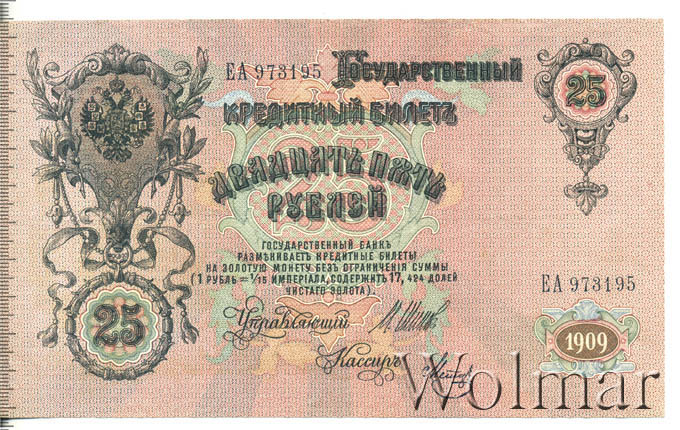 ЕА 973195 Государственный
25
кредитный билетъ
Двадцать пять
рублей
ГОСУДАРСТВЕННЫЙ БАНКЪ
РАЗМѢНИВАЕТЪ КРЕДИТНЫЕ БИЛЕТЫ
НА ЗОЛОТУЮ МОНЕТУ БЕЗЪ ОГРАНИЧЕНІЯ СУММЫ
(1 РУБЛЬ = 1/15 ИМПЕРІАЛА, СОДЕРЖИТЪ 17,424 ДОЛЕЙ
ЧИСТАГО ЗОЛОТА).
ЕА 973195
25
Управляющій
Кассиръ
1909
Wolmar